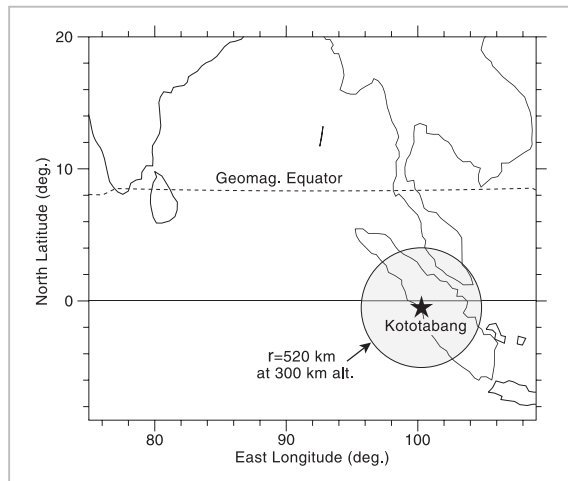 20
10
0
North Latitude (deg.)
Geomag. Equator
Kototabang
r=520 km
at 300 km alt.
80
90
100
East Longitude (deg.)